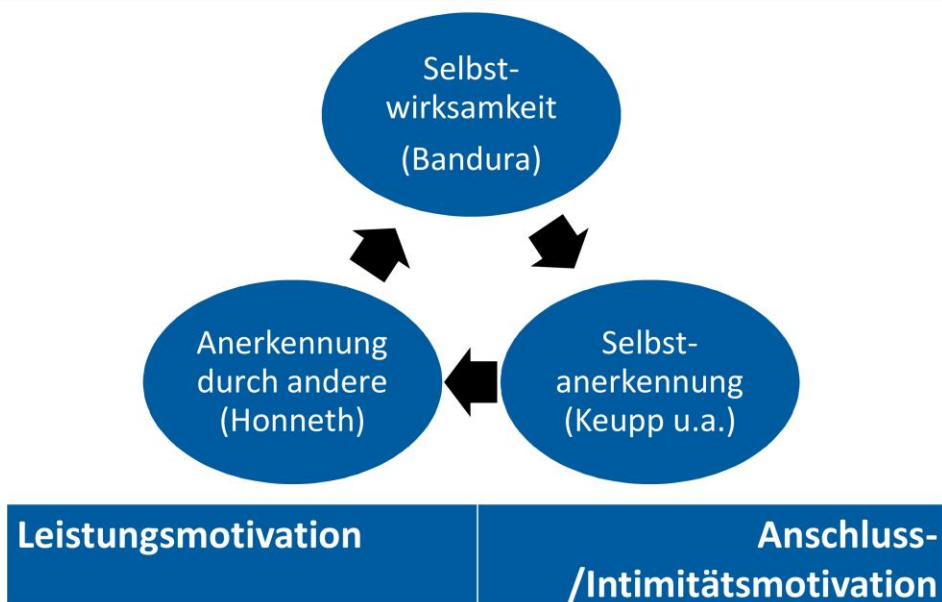 Selbst-
wirksamkeit
(Bandura)
Anerkennung
durch andere
(Honneth)
Selbst-
anerkennung
(Keupp u.a.)
Leistungsmotivation
Anschluss-
/Intimitätsmotivation